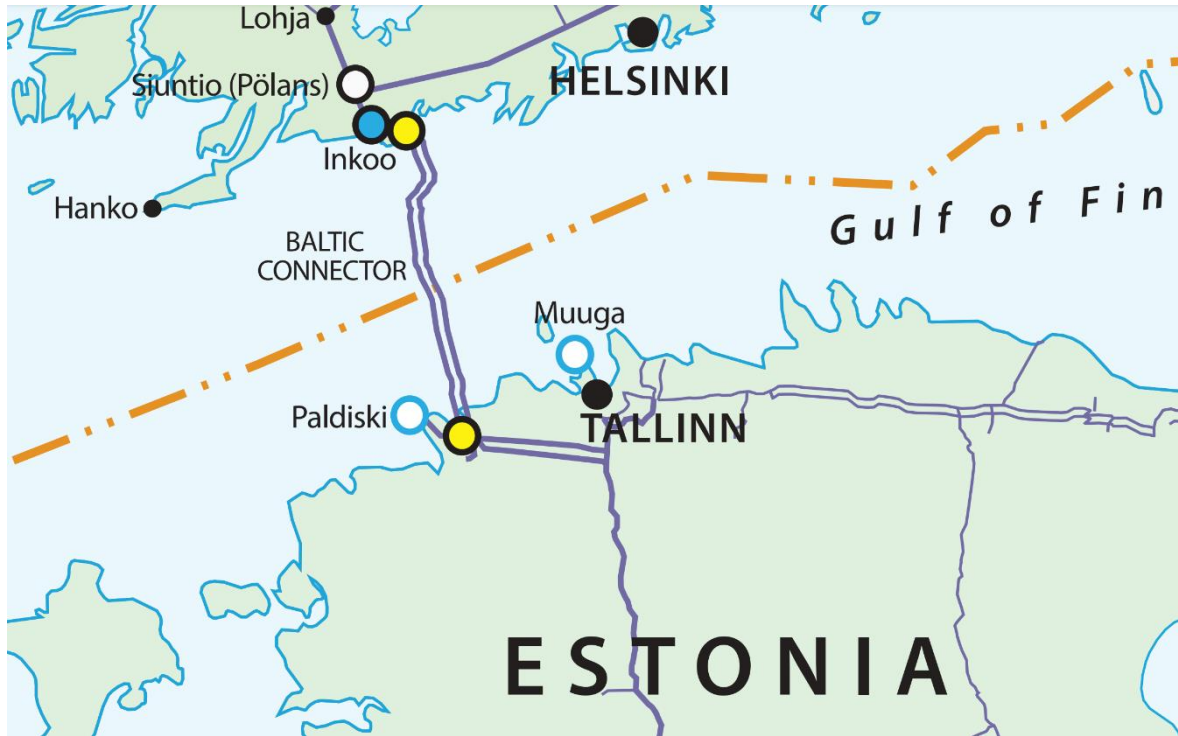 Lohja
Siuntio (Pölans)
HELSINKI
Inkoo
Hanko
Gulf of Fin
BALTIC
CONNECTOR
Muuga
Paldiski
TALLINN
ESTONIA